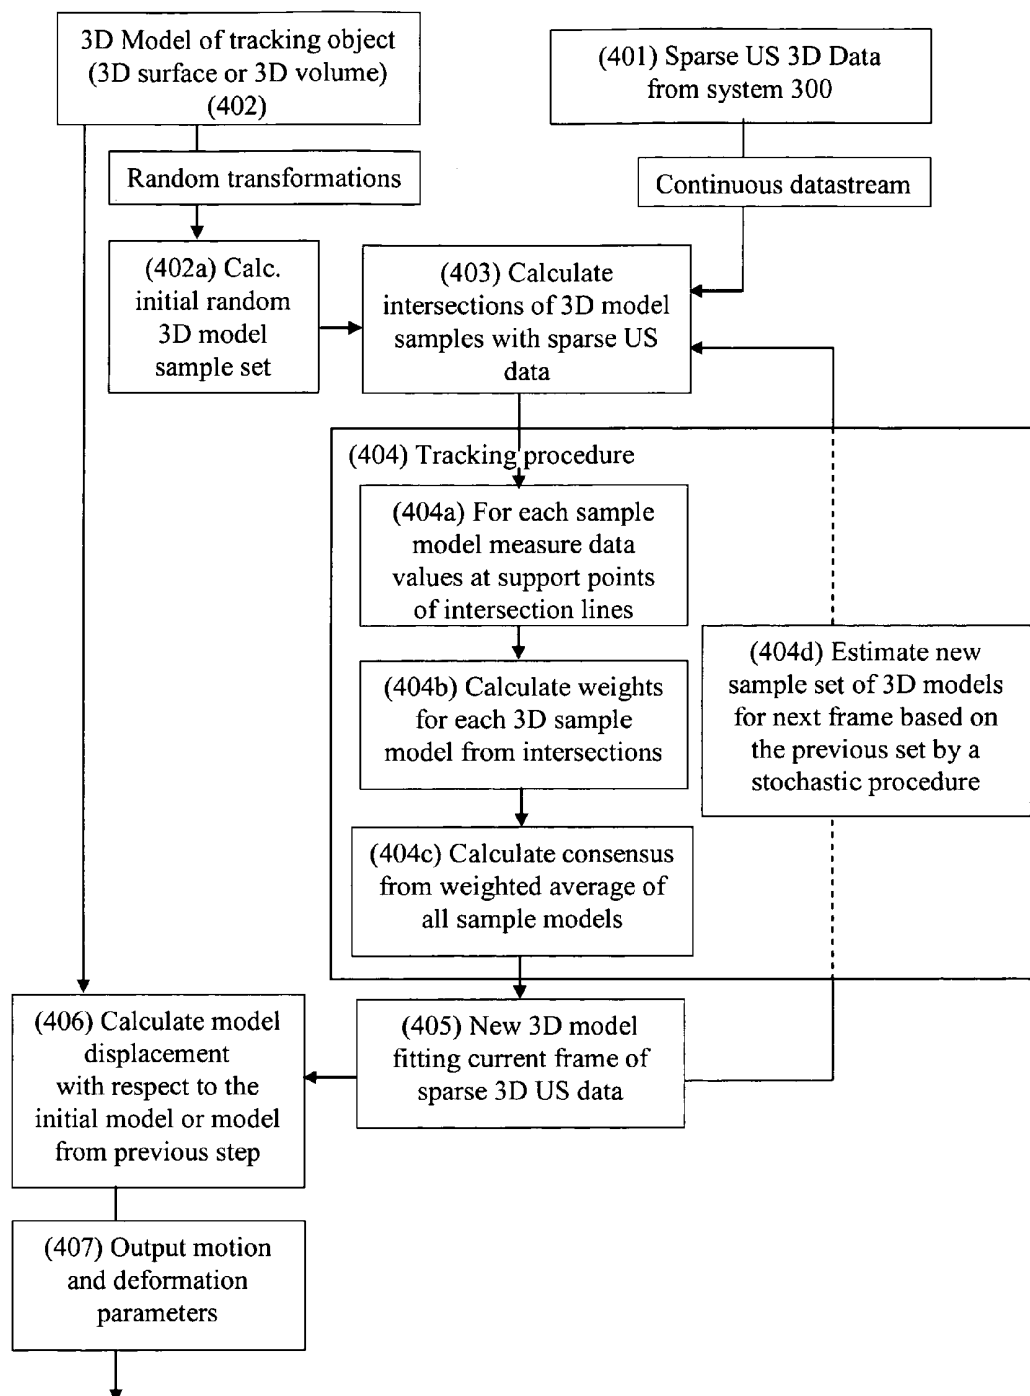 3D Model of tracking object
(3D surface or 3D volume)
(402)
(401) Sparse US 3D Data
from system 300
Random transformations
Continuous datastream
(402a) Calc.
initial random
3D model
sample set
(403) Calculate
intersections of 3D model
samples with sparse US
data
(404) Tracking procedure
(404a) For each sample
model measure data
values at support points
of intersection lines
(404b) Calculate weights
for each 3D sample
model from intersections
(404d) Estimate new
sample set of 3D models
for next frame based on
the previous set by a
stochastic procedure
(404c) Calculate consensus
from weighted average of
all sample models
(406) Calculate model
displacement
with respect to the
initial model or model
from previous step
(405) New 3D model
fitting current frame of
sparse 3D US data
(407) Output motion
and deformation
parameters